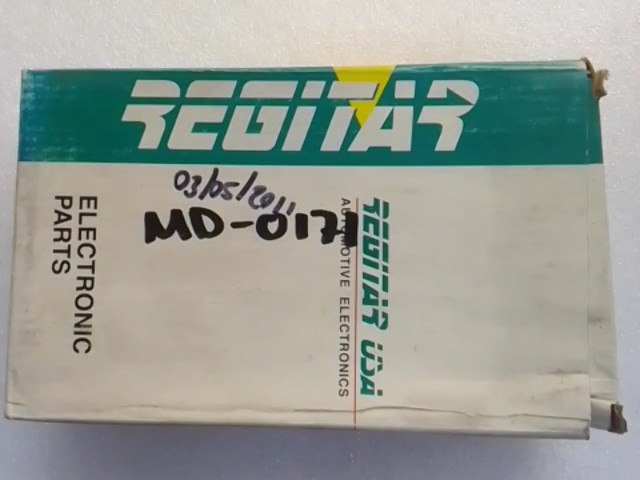 REGITAR
03/05/2011
MD-0171
ELECTRONIC
PARTS
REGITAR USA
AUTOMOTIVE ELECTRONICS